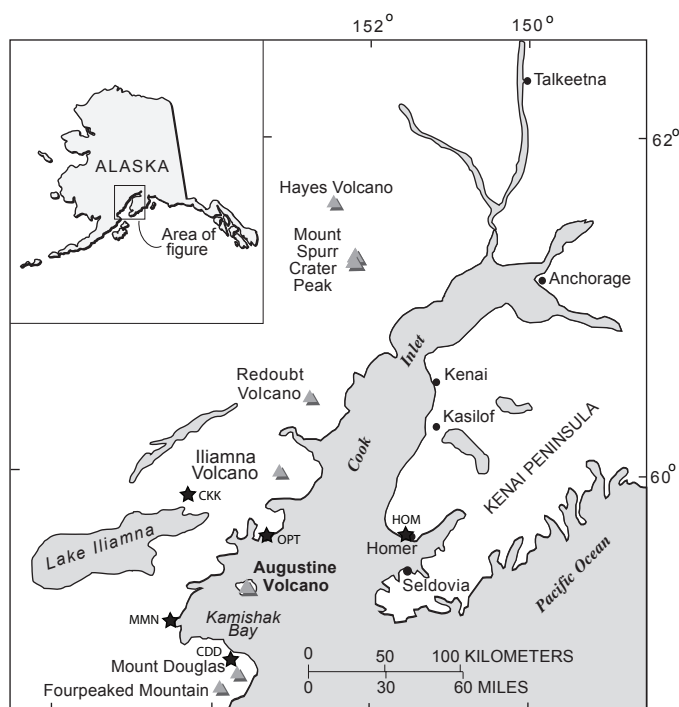 152°
150°
Talkeetna
62°
ALASKA
Area of
figure
Hayes Volcano
Mount
Spurr
Crater
Peak
Anchorage
Inlet
Redoubt
Volcano
Kenai
Kasilof
Cook
KENAI PENINSULA
Iliamna
Volcano
60°
CKK
HOM
OPT
Homer
Lake Iliamna
Augustine
Volcano
Seldovia
Pacific Ocean
Kamishak
Bay
MMN
CDD
Mount Douglas
Fourpeaked Mountain
0 50 100 KILOMETERS
0 30 60 MILES